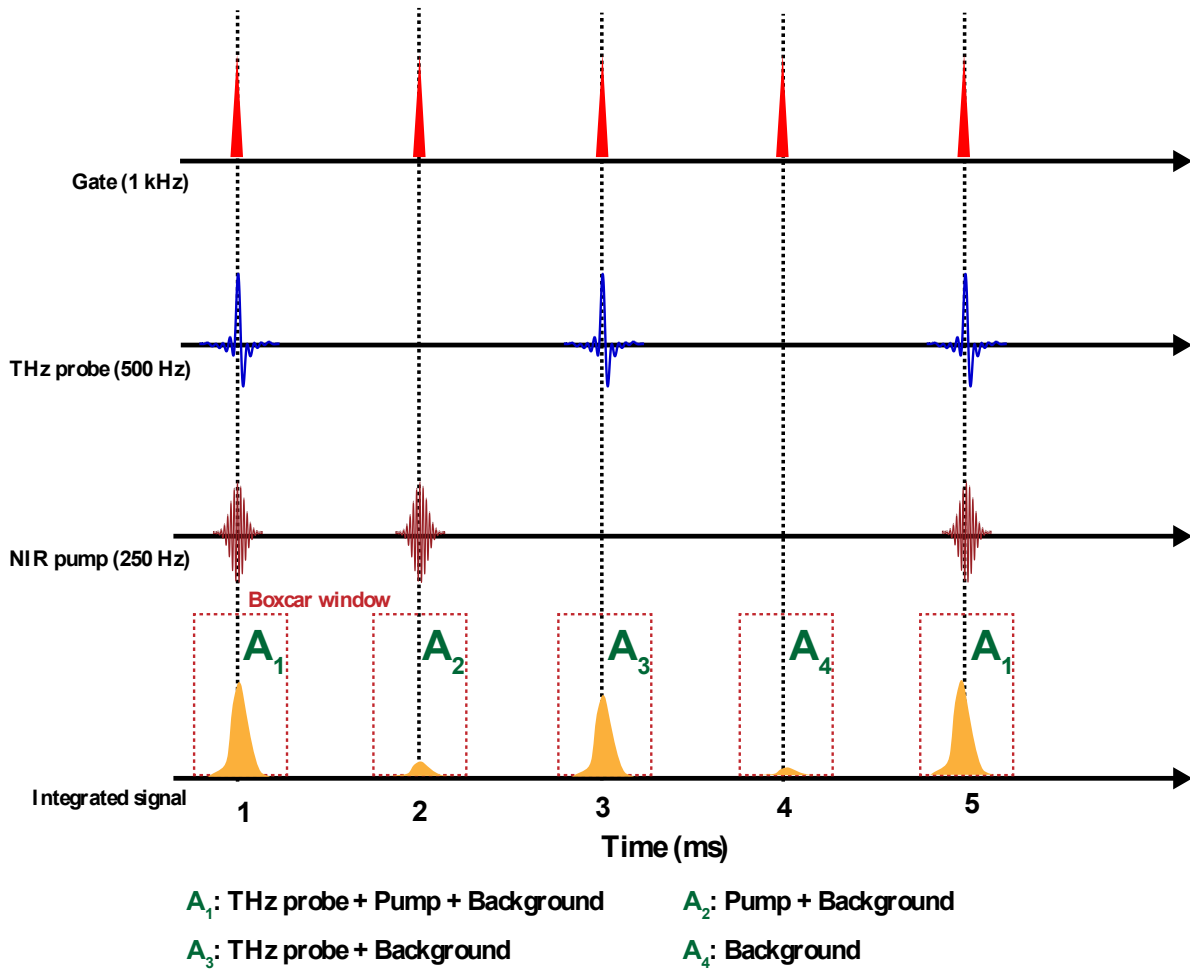 Gate (1 kHz)
THz probe (500 Hz)
NIR pump (250 Hz)
Boxcar window
A₁ A₂ A₃ A₄ A₁
Integrated signal
1 2 3 4 5
Time (ms)
A₁: THz probe + Pump + Background A₂: Pump + Background
A₃: THz probe + Background A₄: Background